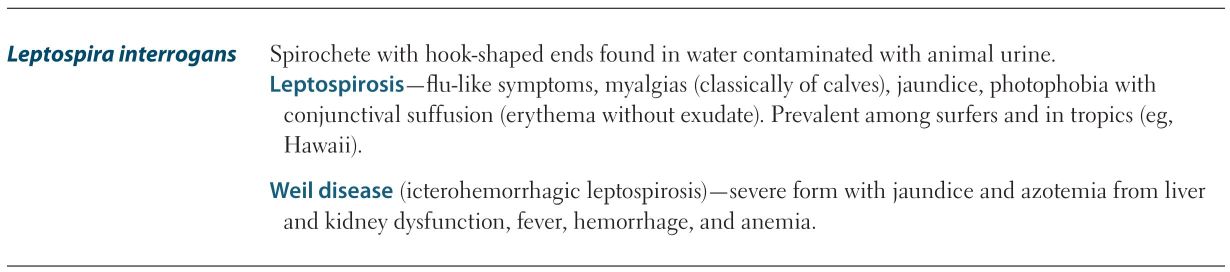 Leptospira interrogans
Spirochete with hook-shaped ends found in water contaminated with animal urine.
Leptospirosis—flu-like symptoms, myalgias (classically of calves), jaundice, photophobia with
conjunctival suffusion (erythema without exudate). Prevalent among surfers and in tropics (eg,
Hawaii).
Weil disease (icterohemorrhagic leptospirosis)—severe form with jaundice and azotemia from liver
and kidney dysfunction, fever, hemorrhage, and anemia.